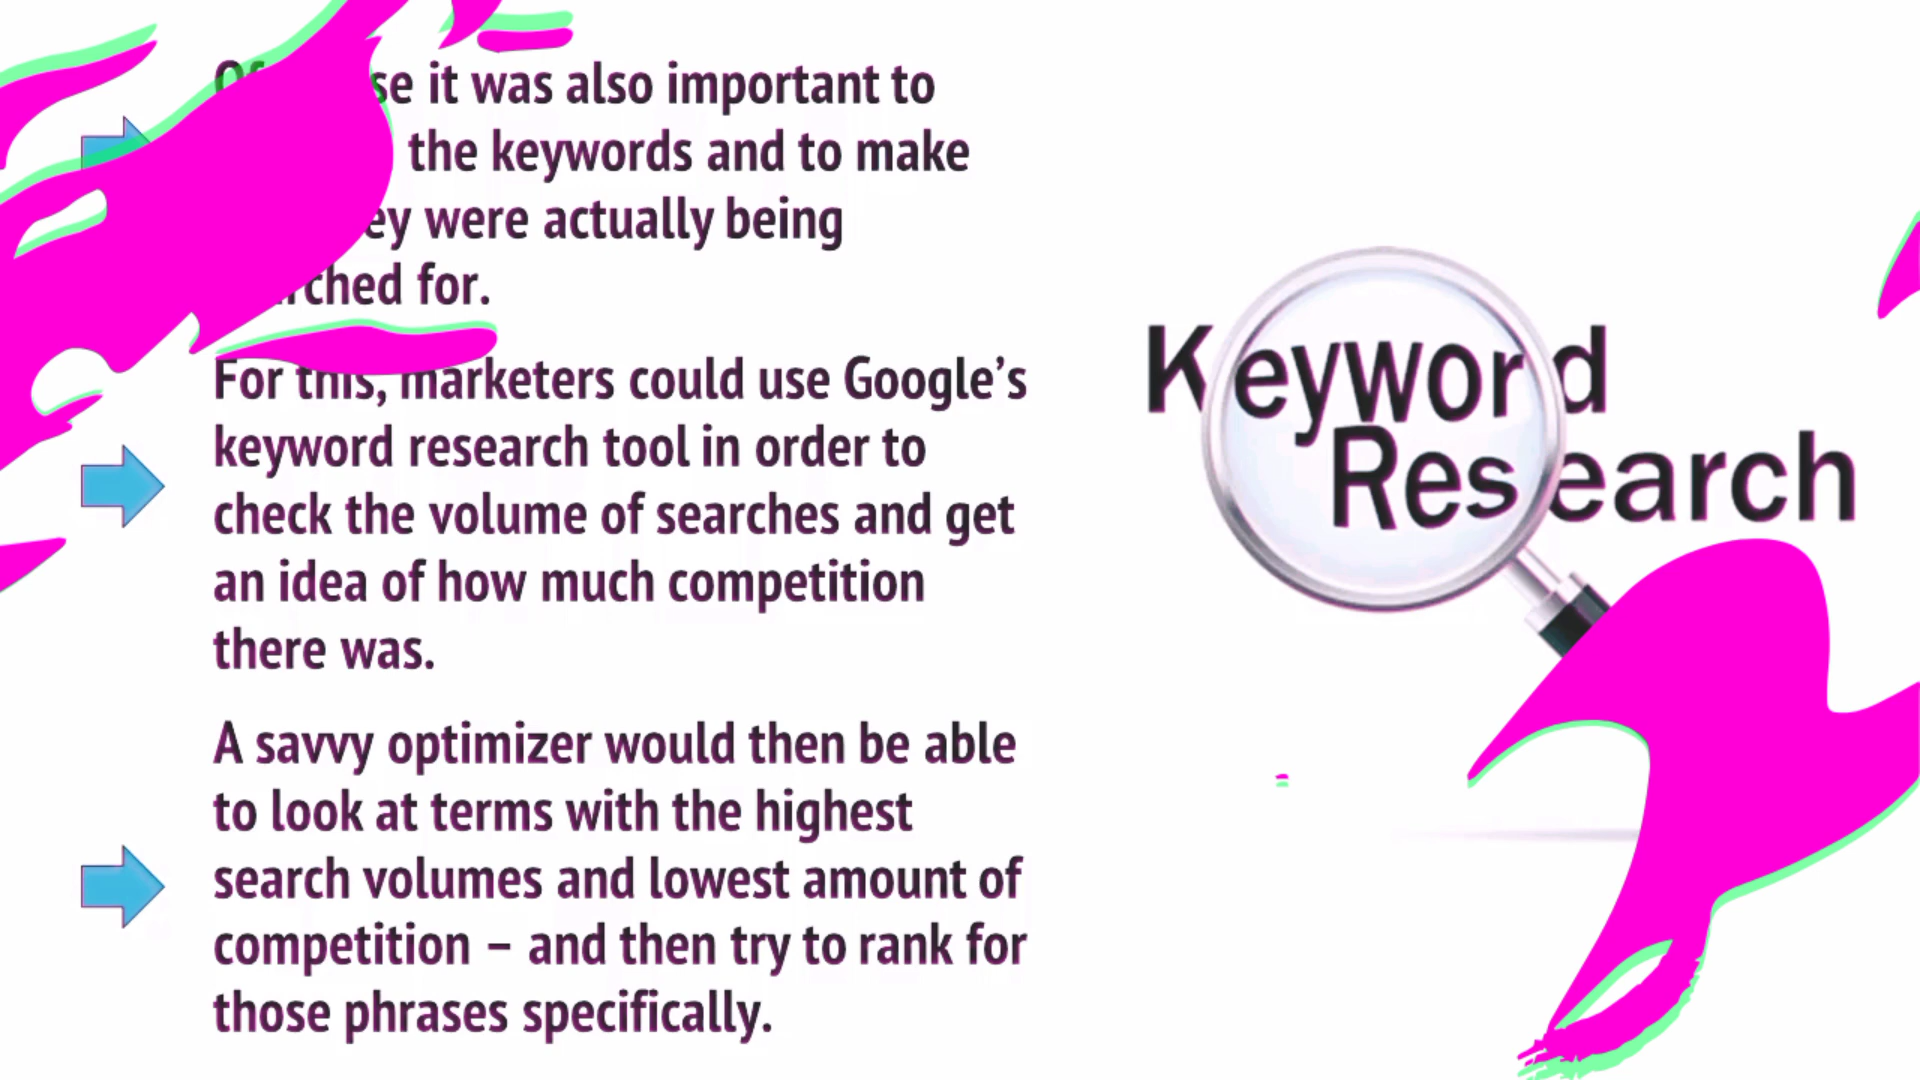 it was also important to
the keywords and to make
were actually being
for.
For this, marketers could use Google’s
keyword research tool in order to
check the volume of searches and get
an idea of how much competition
there was.
A savvy optimizer would then be able
to look at terms with the highest
search volumes and lowest amount of
competition – and then try to rank for
those phrases specifically.
Keyword
Research